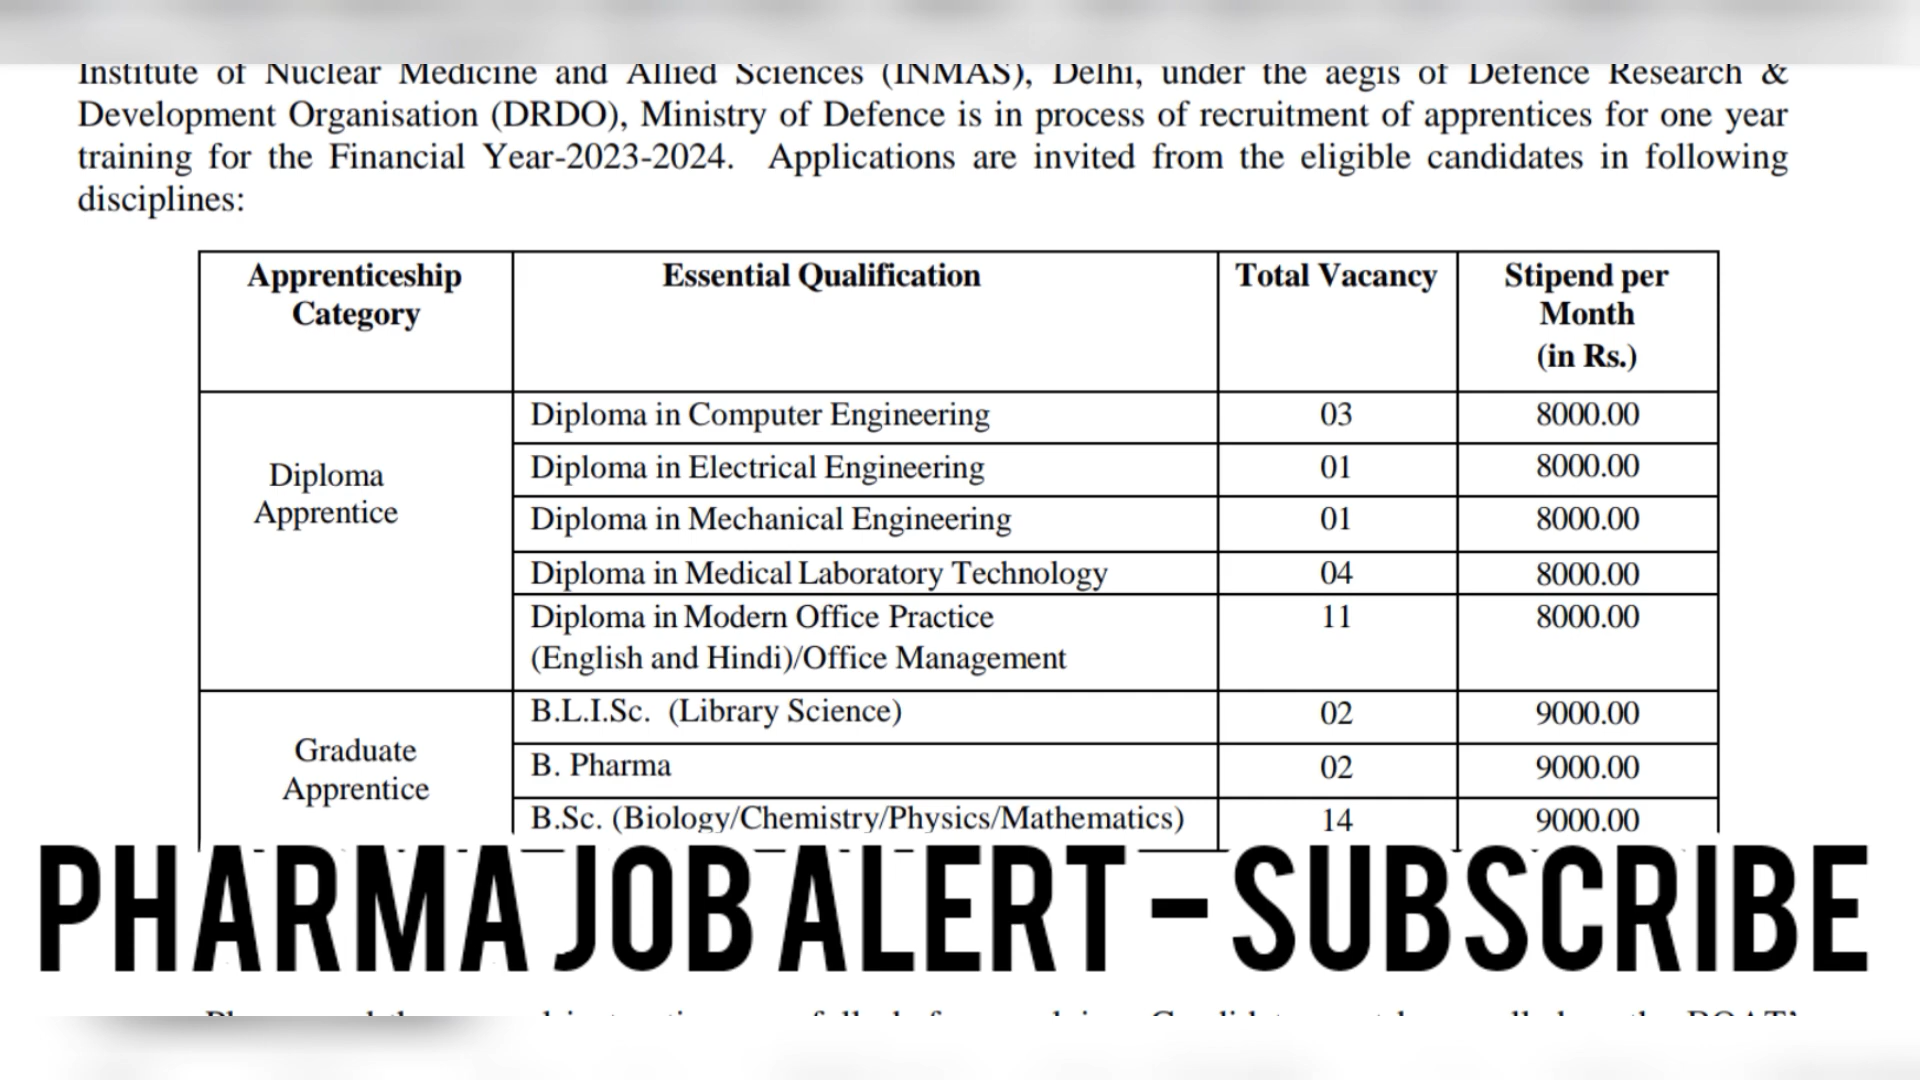 Institute of Nuclear Medicine and Allied Sciences (INMAS), Delhi, under the aegis of Defence Research &
Development Organisation (DRDO), Ministry of Defence is in process of recruitment of apprentices for one year
training for the Financial Year-2023-2024. Applications are invited from the eligible candidates in following
disciplines:
Apprenticeship Category
Essential Qualification
Total Vacancy
Stipend per
Month
(in Rs.)
Diploma
Apprentice
Diploma in Computer Engineering 03 8000.00
Diploma in Electrical Engineering 01 8000.00
Diploma in Mechanical Engineering 01 8000.00
Diploma in Medical Laboratory Technology 04 8000.00
Diploma in Modern Office Practice 11 8000.00
(English and Hindi)/Office Management
Graduate
Apprentice
B.L.I.Sc. (Library Science) 02 9000.00
B. Pharma 02 9000.00
B.Sc. (Biology/Chemistry/Physics/Mathematics) 14 9000.00
PHARMA JOB ALERT - SUBSCRIBE